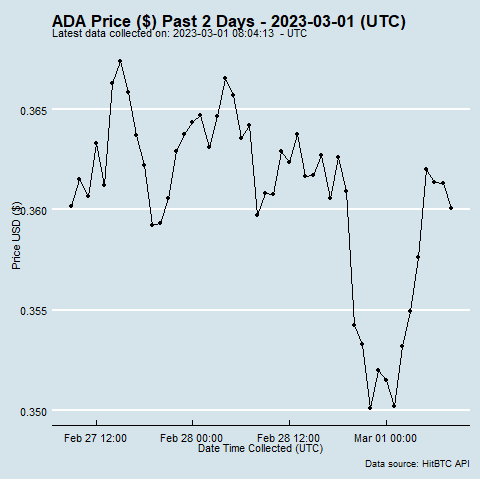 ADA Price ($) Past 2 Days - 2023-03-01 (UTC)
Latest data collected on: 2023-03-01 08:04:13  - UTC
0.365
0.360
0.355
0.350
Price USD ($)
Feb 27 12:00
Feb 28 00:00
Feb 28 12:00
Mar 01 00:00
Date Time Collected (UTC)
Data source: HitBTC API